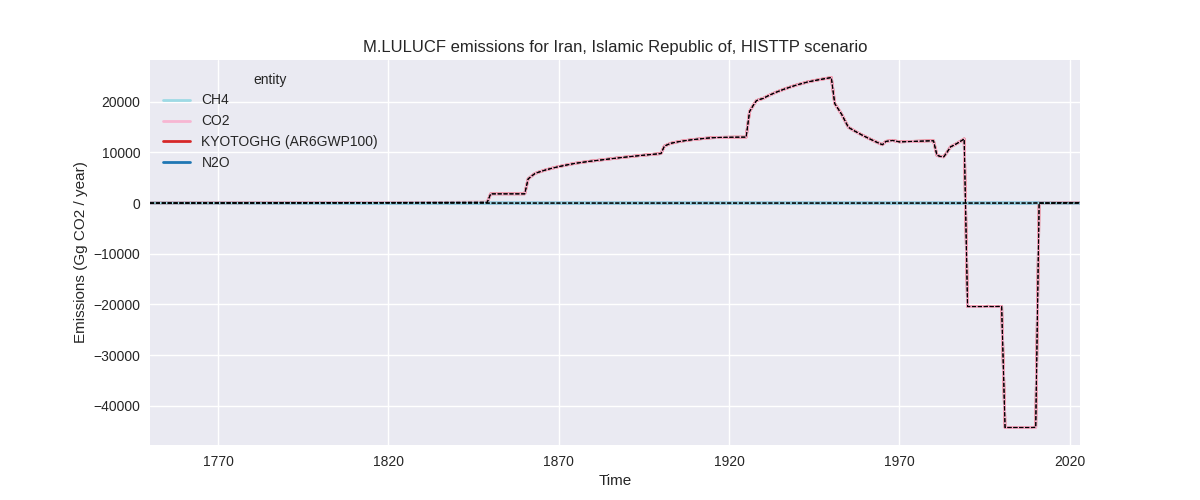 M.LULUCF emissions for Iran, Islamic Republic of, HISTTP scenario
entity
CH4
CO2
KYOTOGHG (AR6GWP100)
N2O
Emissions (Gg CO2 / year)
20000
10000
0
−10000
−20000
−30000
−40000
1770 1820 1870 1920 1970 2020
Time